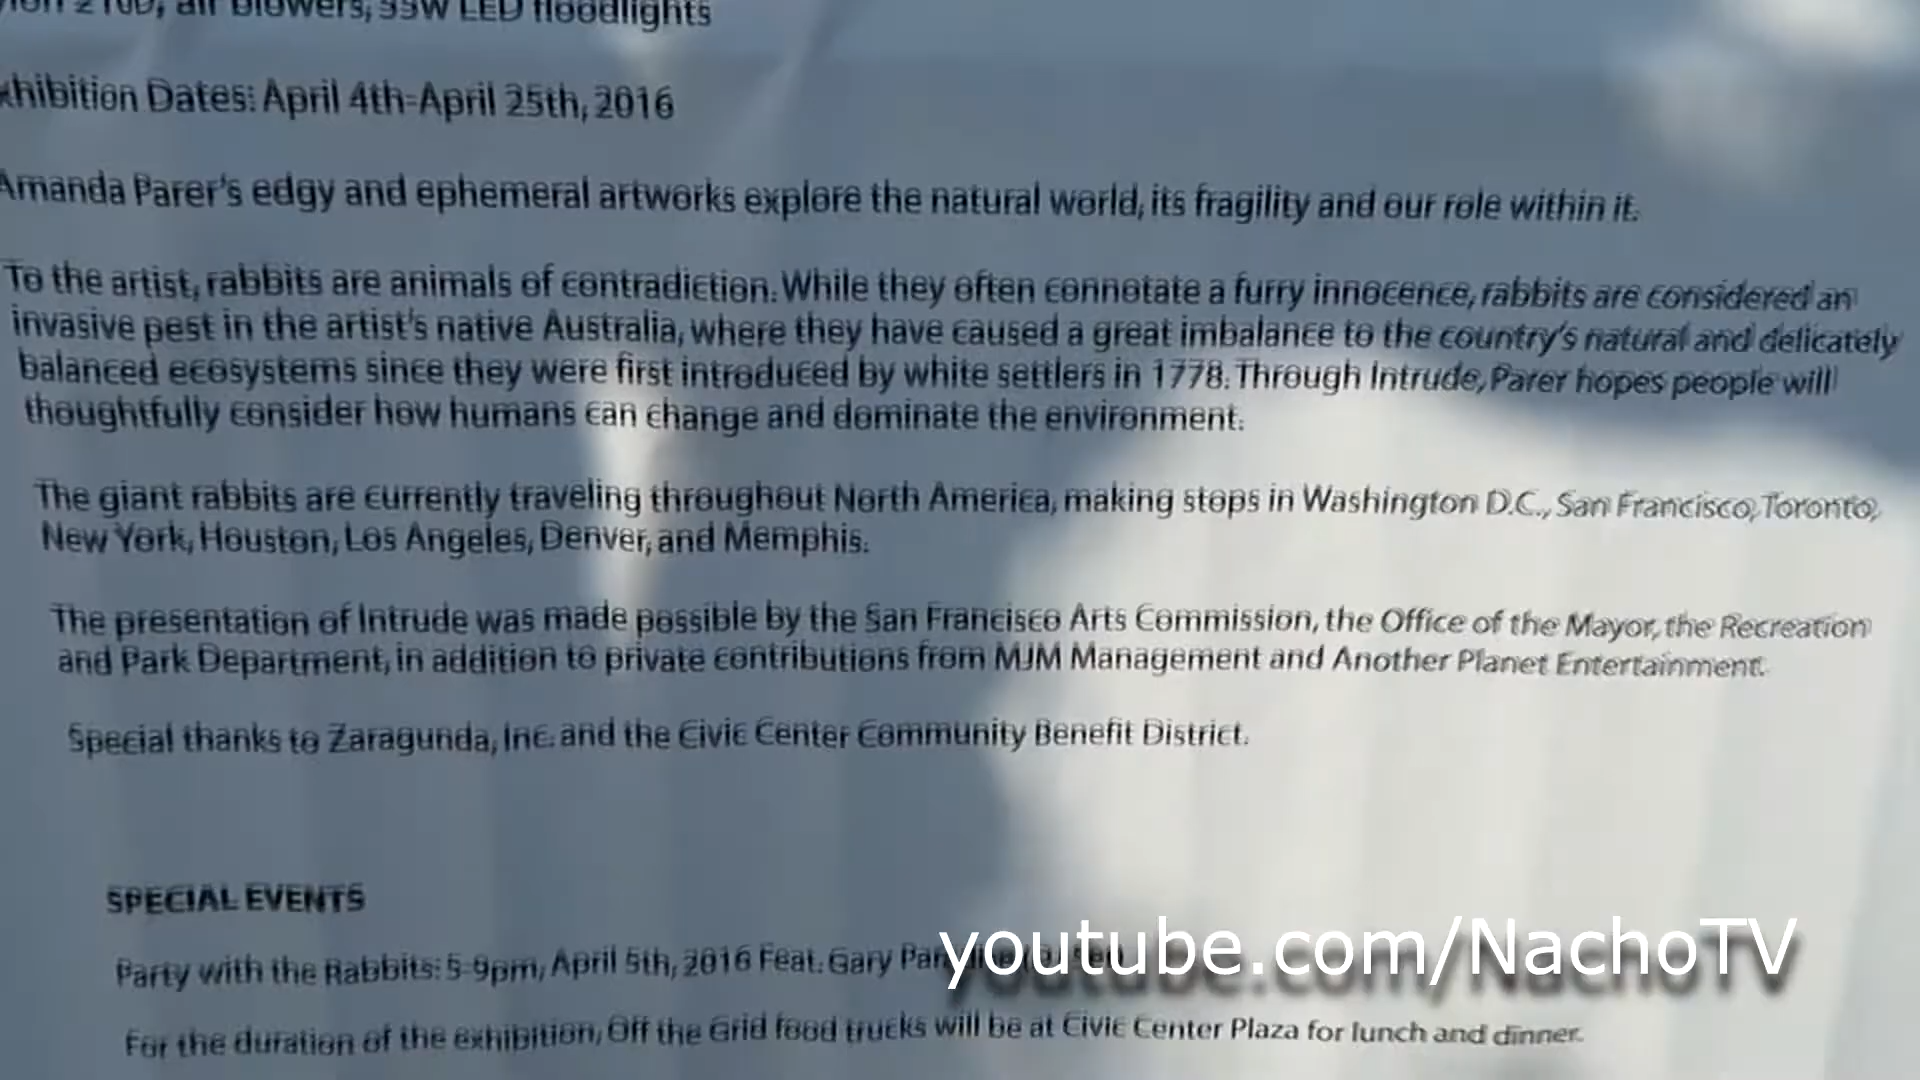 210D, air blowers, 55W LED floodlights
xhibition Dates: April 4th-April 25th, 2016
Amanda Parer's edgy and ephemeral artworks explore the natural world, its fragility and our role within it.
To the artist, rabbits are animals of contradiction. While they often connotate a furry innocence, rabbits are considered an
invasive pest in the artist's native Australia, where they have caused a great imbalance to the country's natural and delicately
balanced ecosystems since they were first introduced by white settlers in 1778. Through Intrude, Parer hopes people will
thoughtfully consider how humans can change and dominate the environment.
The giant rabbits are currently traveling throughout North America, making stops in Washington D.C., San Francisco, Toronto,
New York, Houston, Los Angeles, Denver, and Memphis.
The presentation of Intrude was made possible by the San Francisco Arts Commission, the Office of the Mayor, the Recreation
and Park Department, in addition to private contributions from MJM Management and Another Planet Entertainment.
Special thanks to Zaragunda, Inc. and the Civic Center Community Benefit District.
SPECIAL EVENTS
Party with the Rabbits: 5-9pm, April 5th, 2016 Feat. Gary
youtube.com/NachoTV
For the duration of the exhibition, Off the Grid food trucks will be at Civic Center Plaza for lunch and dinner.